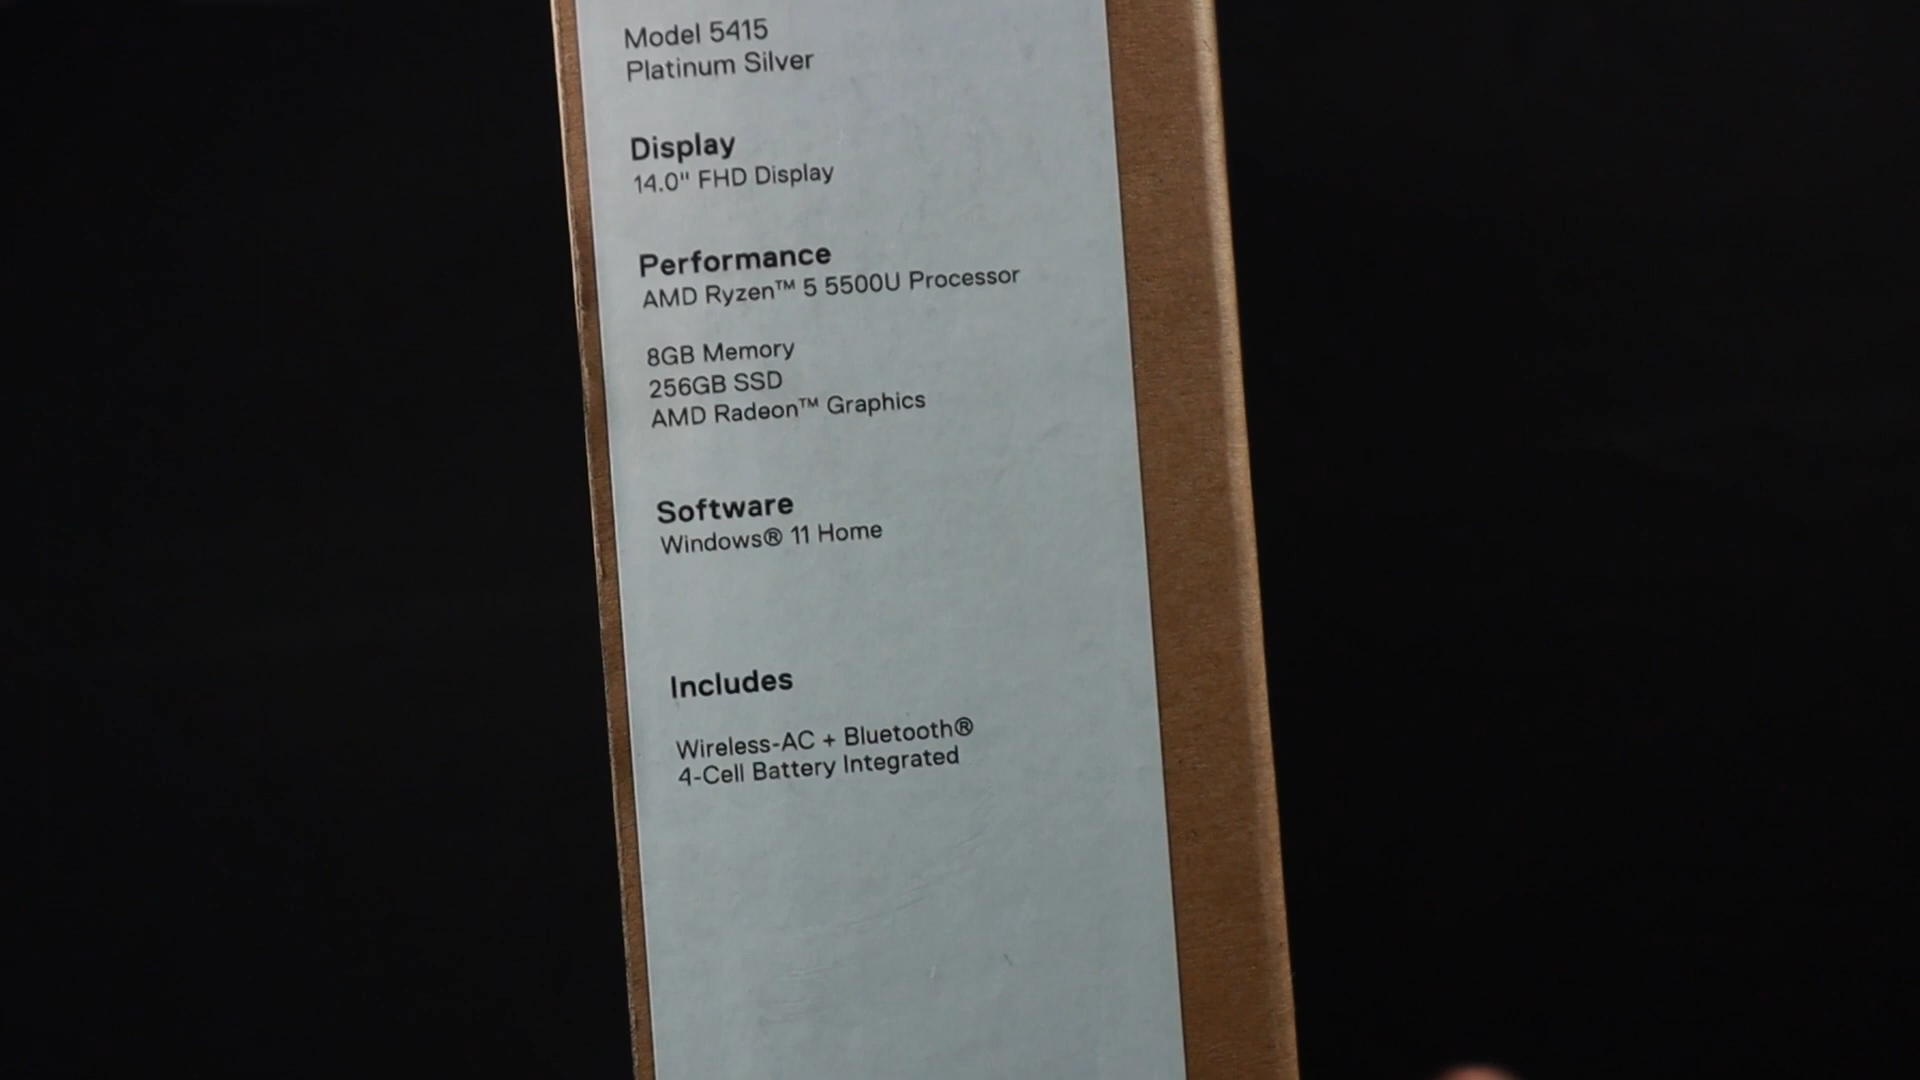 Model 5415
Platinum Silver
Display
14.0" FHD Display
Performance
AMD Ryzen™ 5 5500U Processor
8GB Memory
256GB SSD
AMD Radeon™ Graphics
Software
Windows® 11 Home
Includes
Wireless-AC + Bluetooth®
4-Cell Battery Integrated